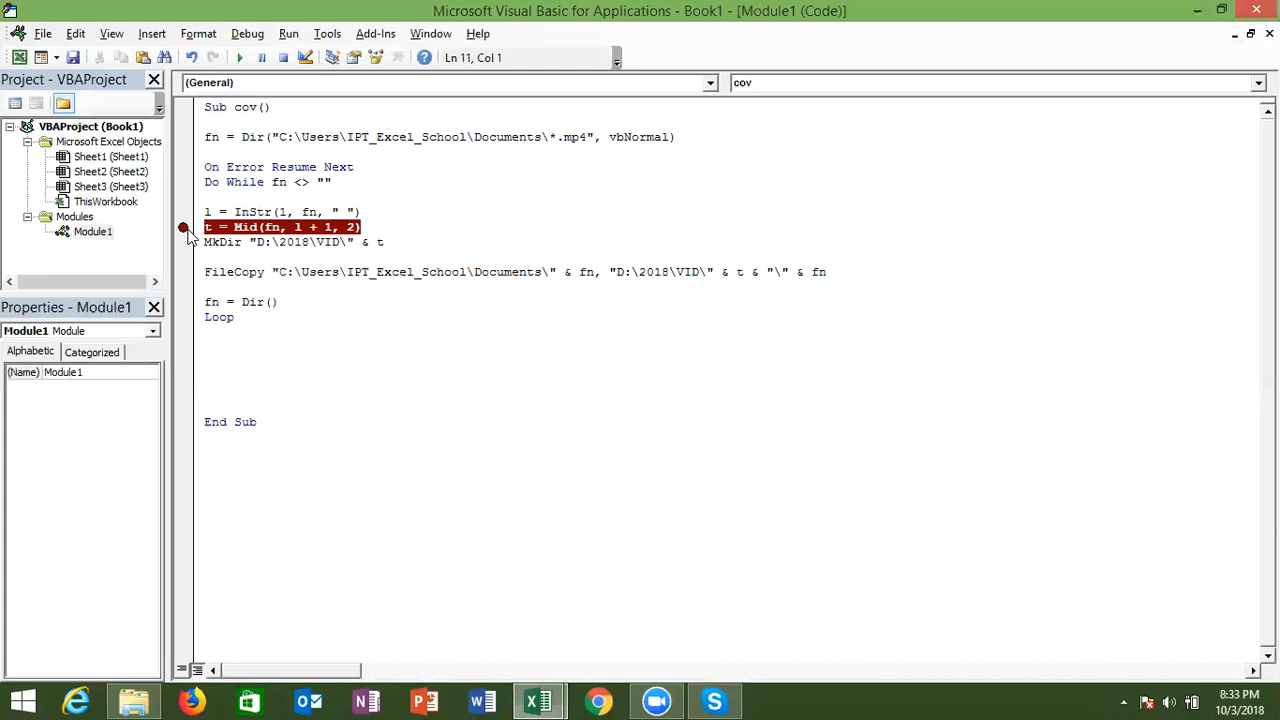 Microsoft Visual Basic for Applications - Book1 - [Module1 (Code)]
File Edit View Insert Format Debug Run Tools Add-Ins Window Help
Ln 11, Col 1
Project - VBAProject
(General)
cov
VBAProject (Book1)
Microsoft Excel Objects
Sheet1 (Sheet1)
Sheet2 (Sheet2)
Sheet3 (Sheet3)
ThisWorkbook
Modules
Module1
Properties - Module1
Module1 Module
Alphabetic Categorized
(Name) Module1
Sub cov()
fn = Dir("C:\Users\IPT_Excel_School\Documents\*.mp4", vbNormal)
On Error Resume Next
Do While fn <> ""
l = InStr(1, fn, " ")
t = Mid(fn, l + 1, 2)
MkDir "D:\2018\VID\" & t
FileCopy "C:\Users\IPT_Excel_School\Documents\" & fn, "D:\2018\VID\" & t & "\" & fn
fn = Dir()
Loop
End Sub
8:33 PM
10/3/2018